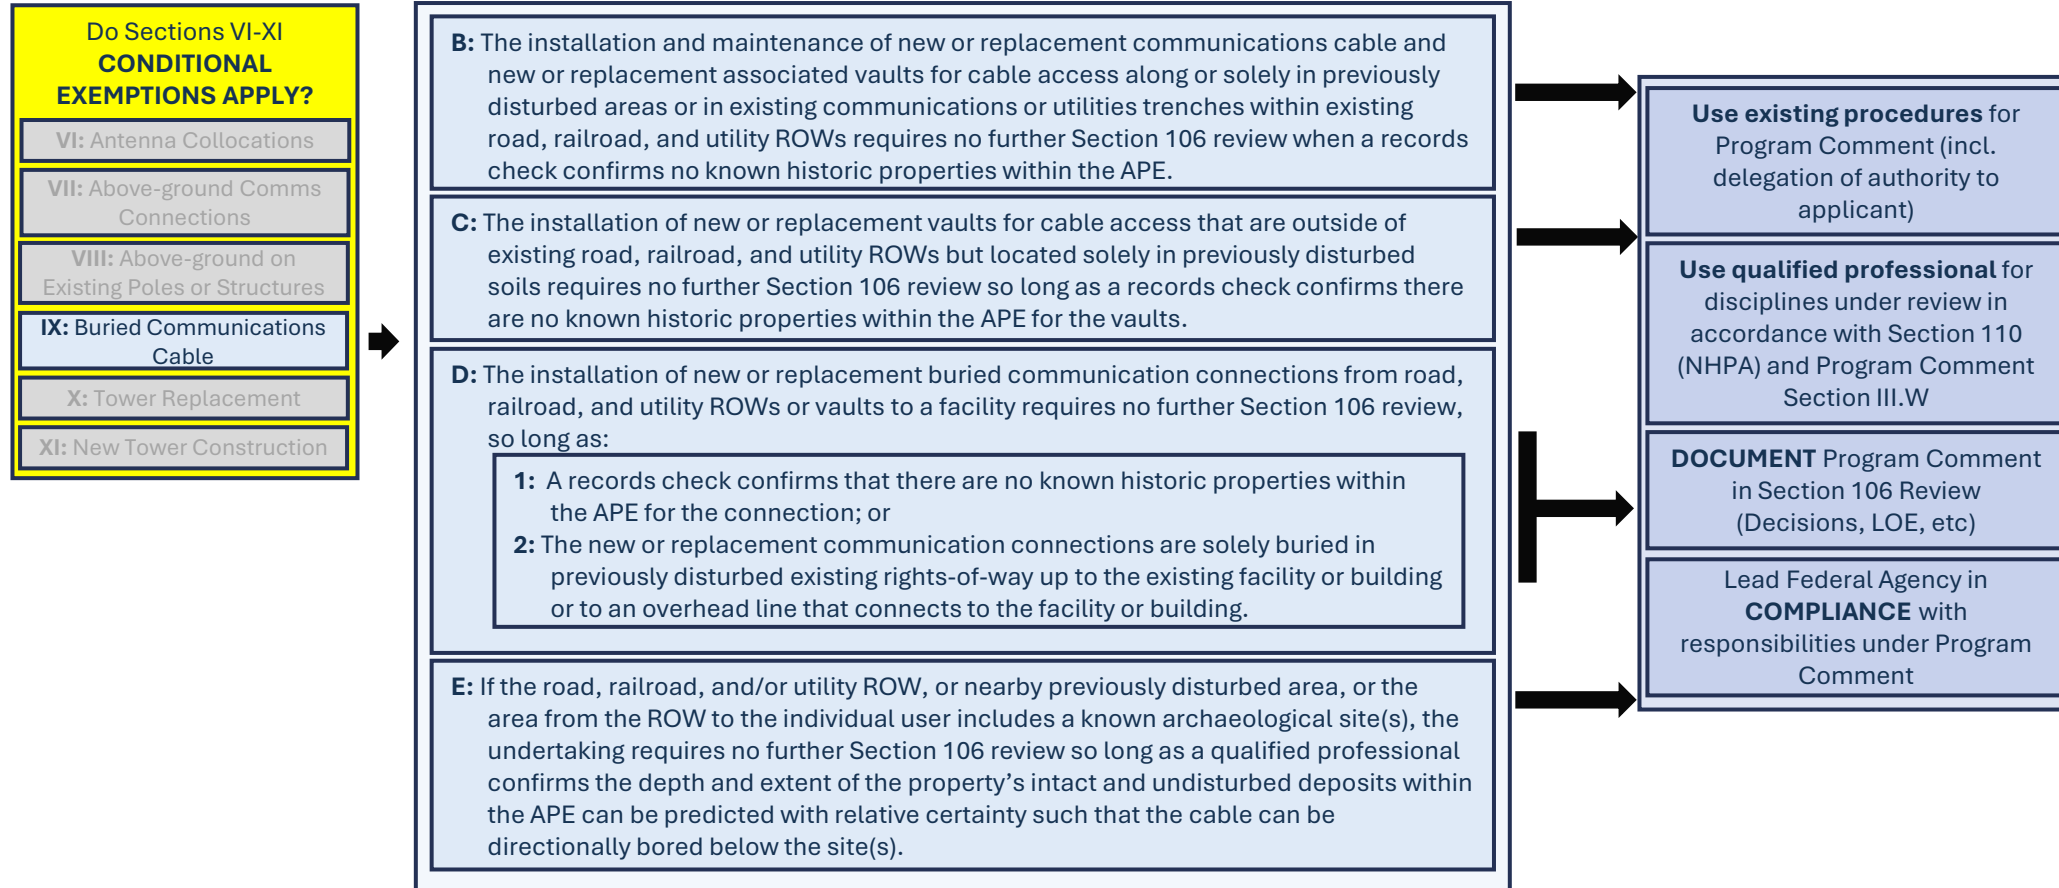 Do Sections VI-XI
CONDITIONAL
EXEMPTIONS APPLY?
VI: Antenna Collocations
VII: Above-ground Comms
Connections
VIII: Above-ground on
Existing Poles or Structures
IX: Buried Communications
Cable
X: Tower Replacement
XI: New Tower Construction
B: The installation and maintenance of new or replacement communications cable and
new or replacement associated vaults for cable access along or solely in previously
disturbed areas or in existing communications or utilities trenches within existing
road, railroad, and utility ROWs requires no further Section 106 review when a records
check confirms no known historic properties within the APE.
C: The installation of new or replacement vaults for cable access that are outside of
existing road, railroad, and utility ROWs but located solely in previously disturbed
soils requires no further Section 106 review so long as a records check confirms there
are no known historic properties within the APE for the vaults.
D: The installation of new or replacement buried communication connections from road,
railroad, and utility ROWs or vaults to a facility requires no further Section 106 review,
so long as:
1: A records check confirms that there are no known historic properties within
the APE for the connection; or
2: The new or replacement communication connections are solely buried in
previously disturbed existing rights-of-way up to the existing facility or building
or to an overhead line that connects to the facility or building.
E: If the road, railroad, and/or utility ROW, or nearby previously disturbed area, or the
area from the ROW to the individual user includes a known archaeological site(s), the
undertaking requires no further Section 106 review so long as a qualified professional
confirms the depth and extent of the property’s intact and undisturbed deposits within
the APE can be predicted with relative certainty such that the cable can be
directionally bored below the site(s).
Use existing procedures for
Program Comment (incl.
delegation of authority to
applicant)
Use qualified professional for
disciplines under review in
accordance with Section 110
(NHPA) and Program Comment
Section III.W
DOCUMENT Program Comment
in Section 106 Review
(Decisions, LOE, etc)
Lead Federal Agency in
COMPLIANCE with
responsibilities under Program
Comment